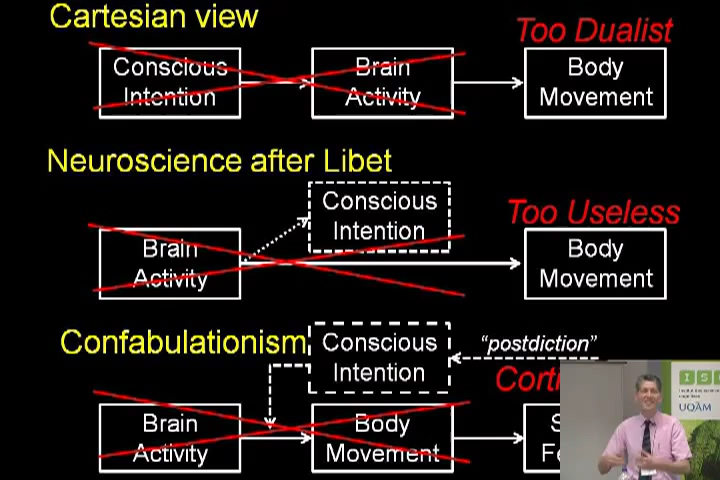 Cartesian view
Too Dualist
Conscious
Intention
Brain
Activity
Body
Movement
Neuroscience after Libet
Conscious
Intention
Too Useless
Brain
Activity
Body
Movement
Confabulationism
Conscious
Intention
"postdiction"
Brain
Activity
Body
Movement
UQÀM